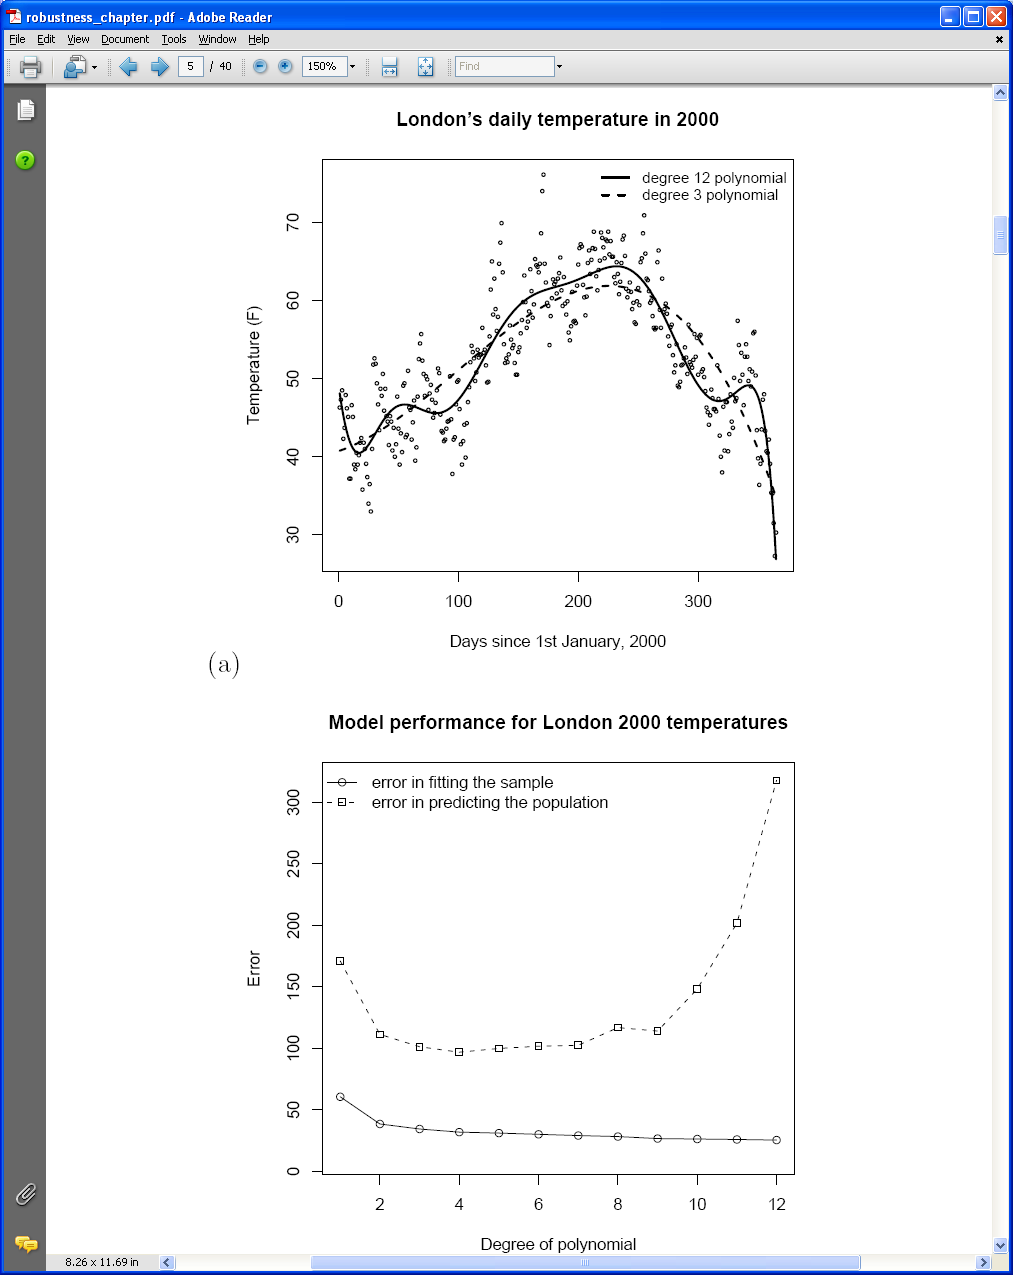 robustness_chapter.pdf - Adobe Reader
File Edit View Document Tools Window Help
5 / 40 150% Find
London's daily temperature in 2000
degree 12 polynomial
degree 3 polynomial
Temperature (F)
70
60
50
40
30
0 100 200 300
Days since 1st January, 2000
(a)
Model performance for London 2000 temperatures
error in fitting the sample
error in predicting the population
Error
300
250
200
150
100
50
0
2 4 6 8 10 12
Degree of polynomial
8.26 x 11.69 in